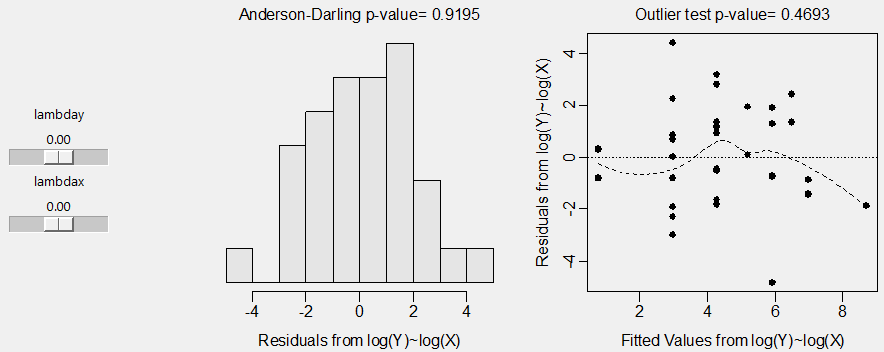 lambday
0.00
lambdax
0.00
Anderson-Darling p-value= 0.9195
-4 -2 0 2 4
Residuals from log(Y)~log(X)
Outlier test p-value= 0.4693
Residuals from log(Y)~log(X)
4
2
0
-2
-4
2 4 6 8
Fitted Values from log(Y)~log(X)